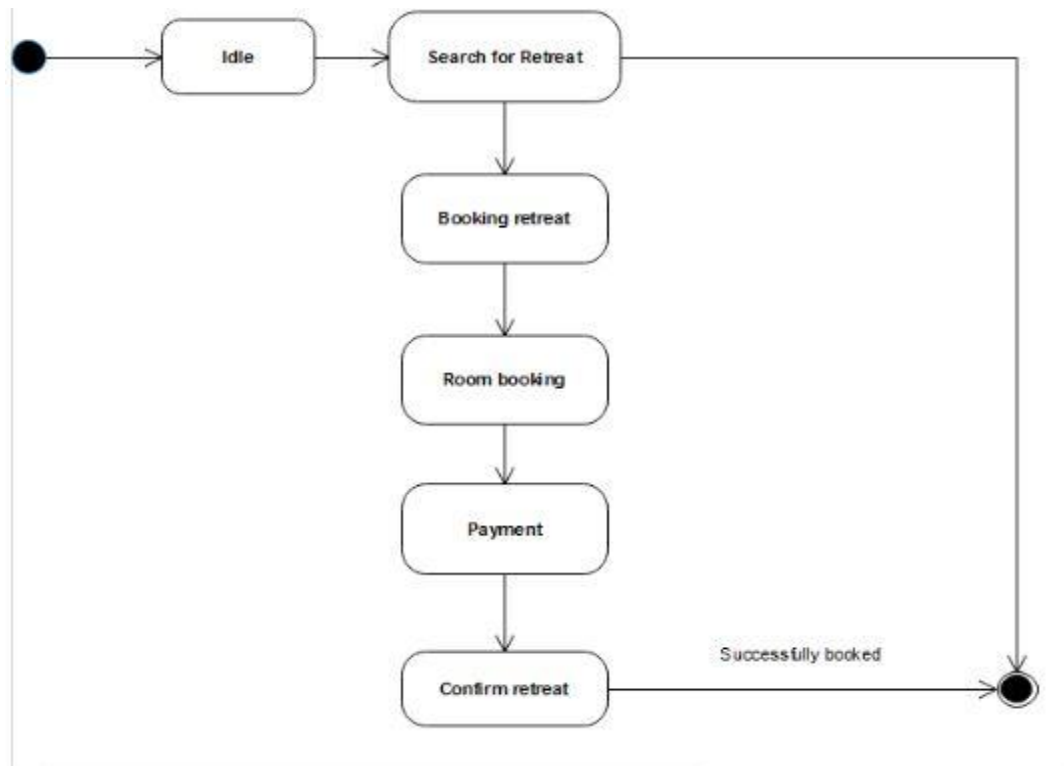 Idle
Search for Retreat
Booking retreat
Room booking
Payment
Successfully booked
Confirm retreat